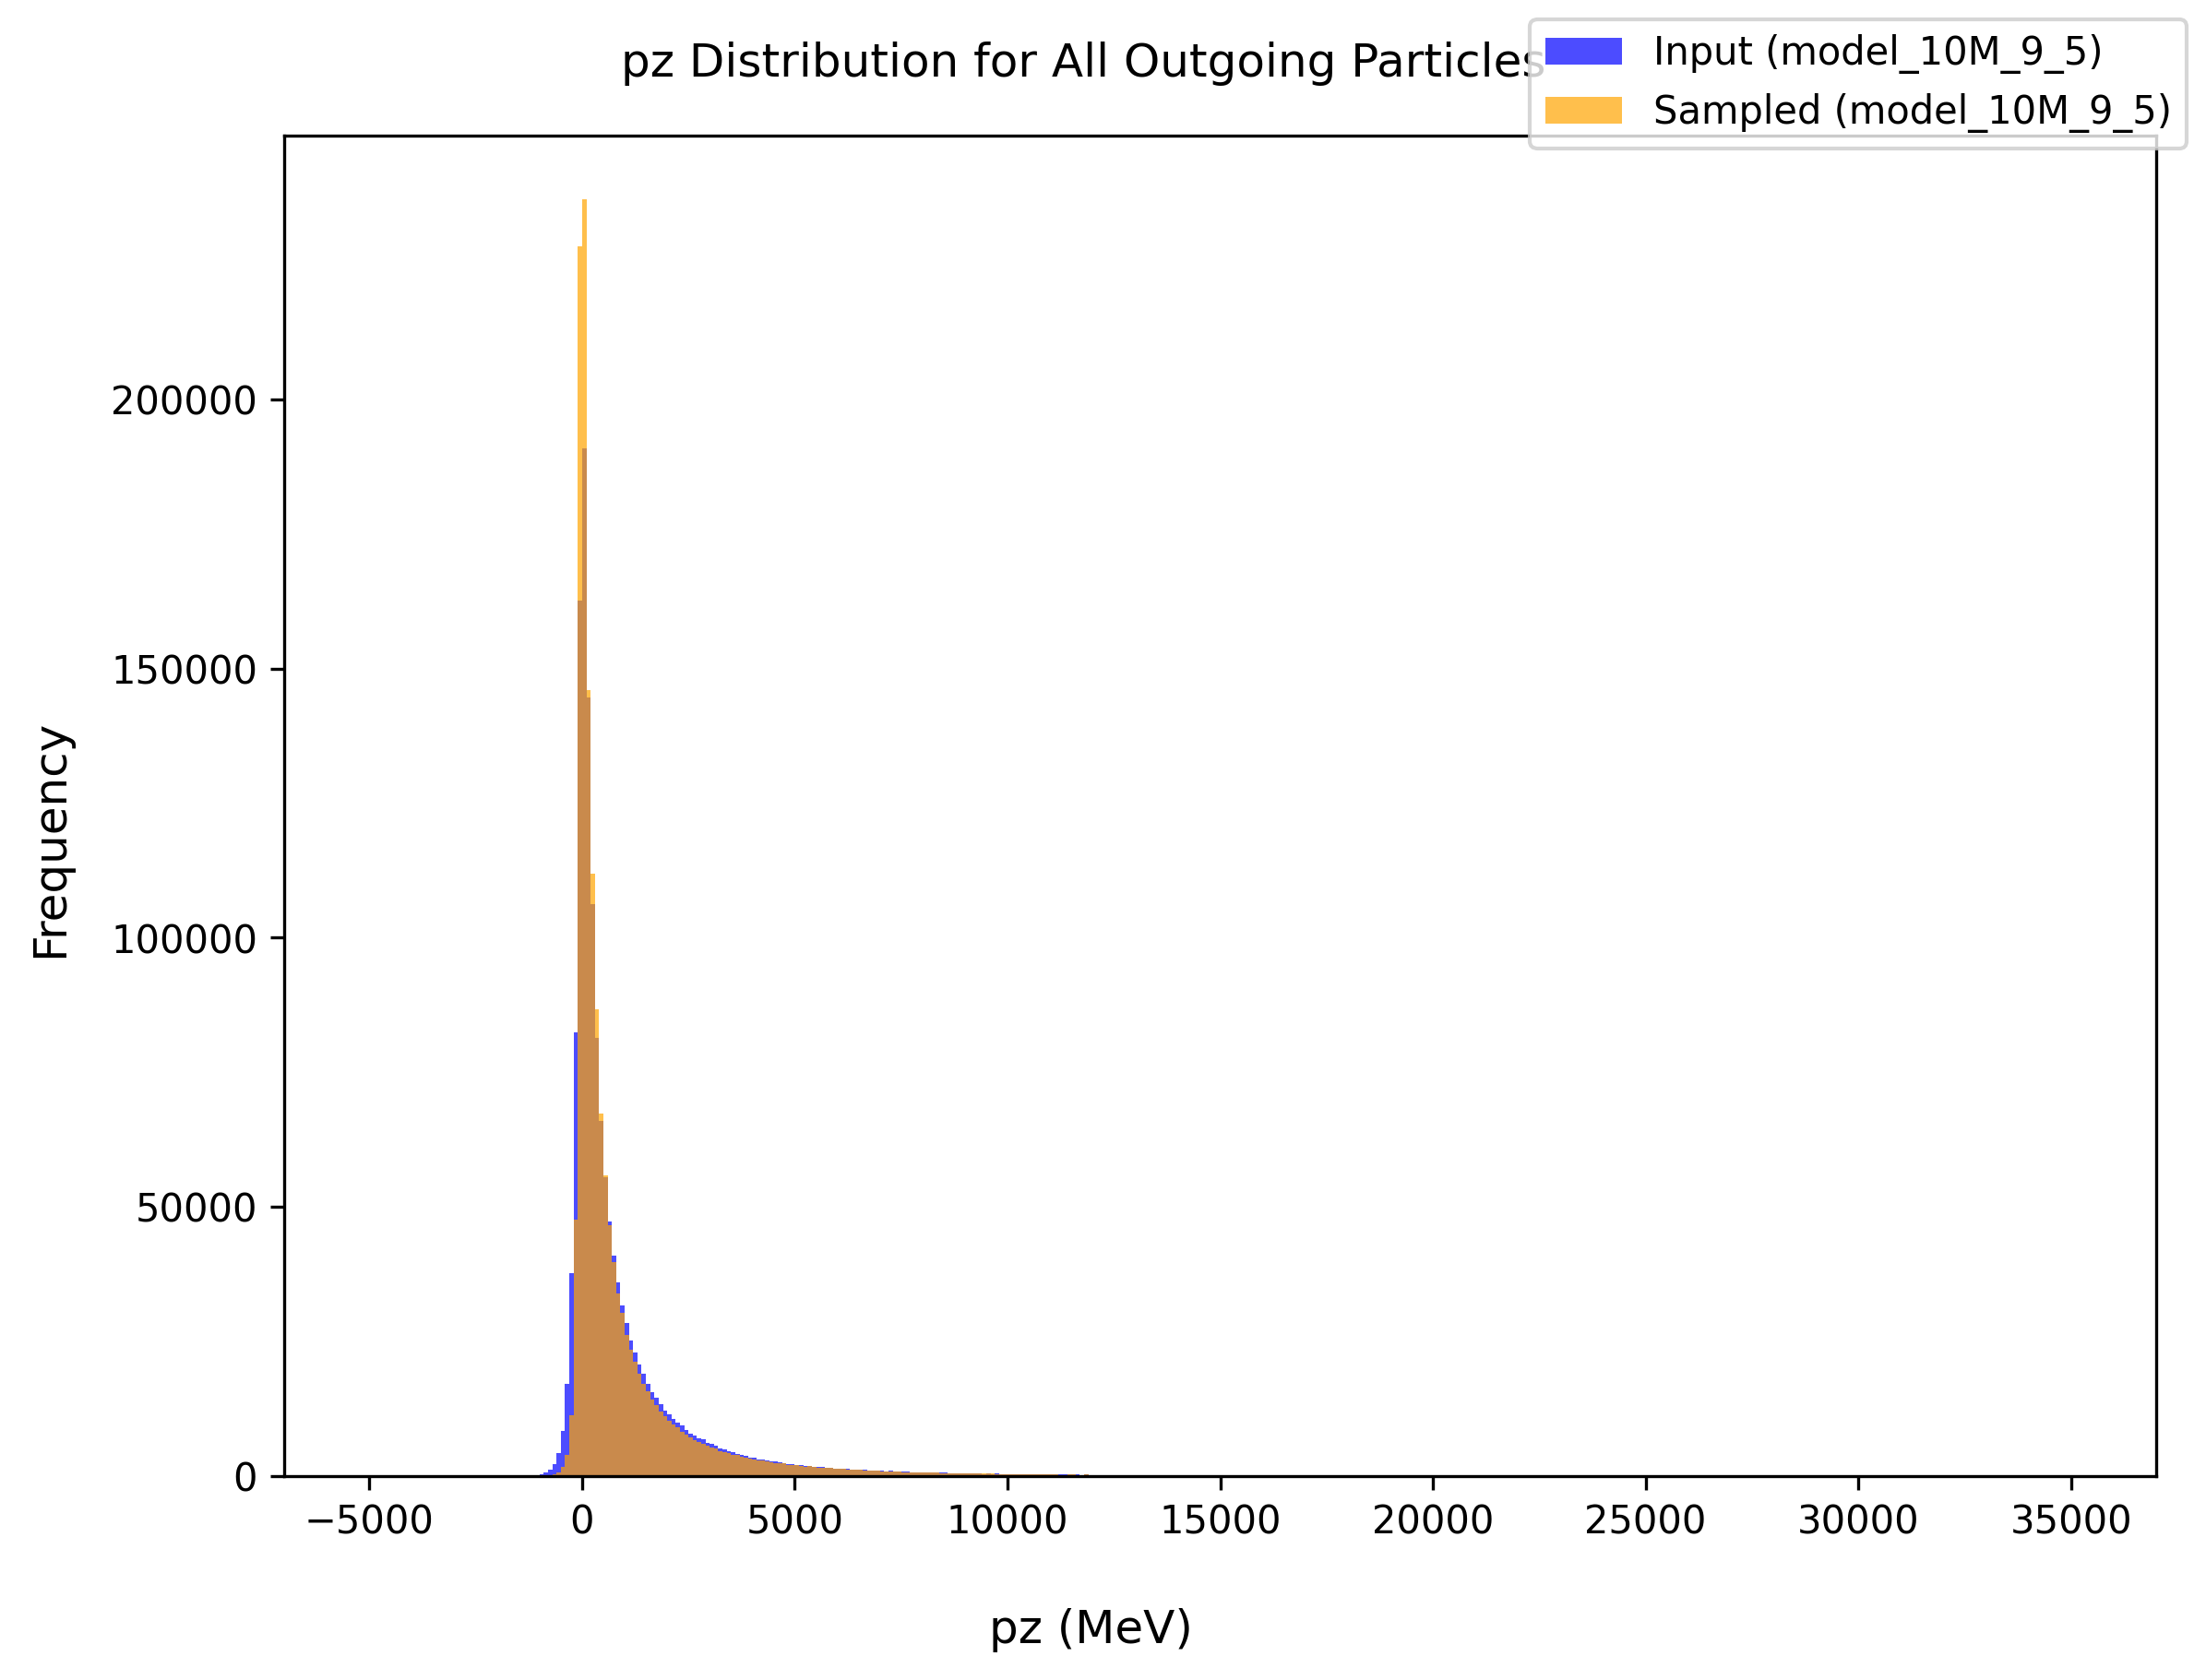 pz Distribution for All Outgoing Particles
Input (model_10M_9_5)
Sampled (model_10M_9_5)
Frequency
200000
150000
100000
50000
0
−5000 0 5000 10000 15000 20000 25000 30000 35000
pz (MeV)